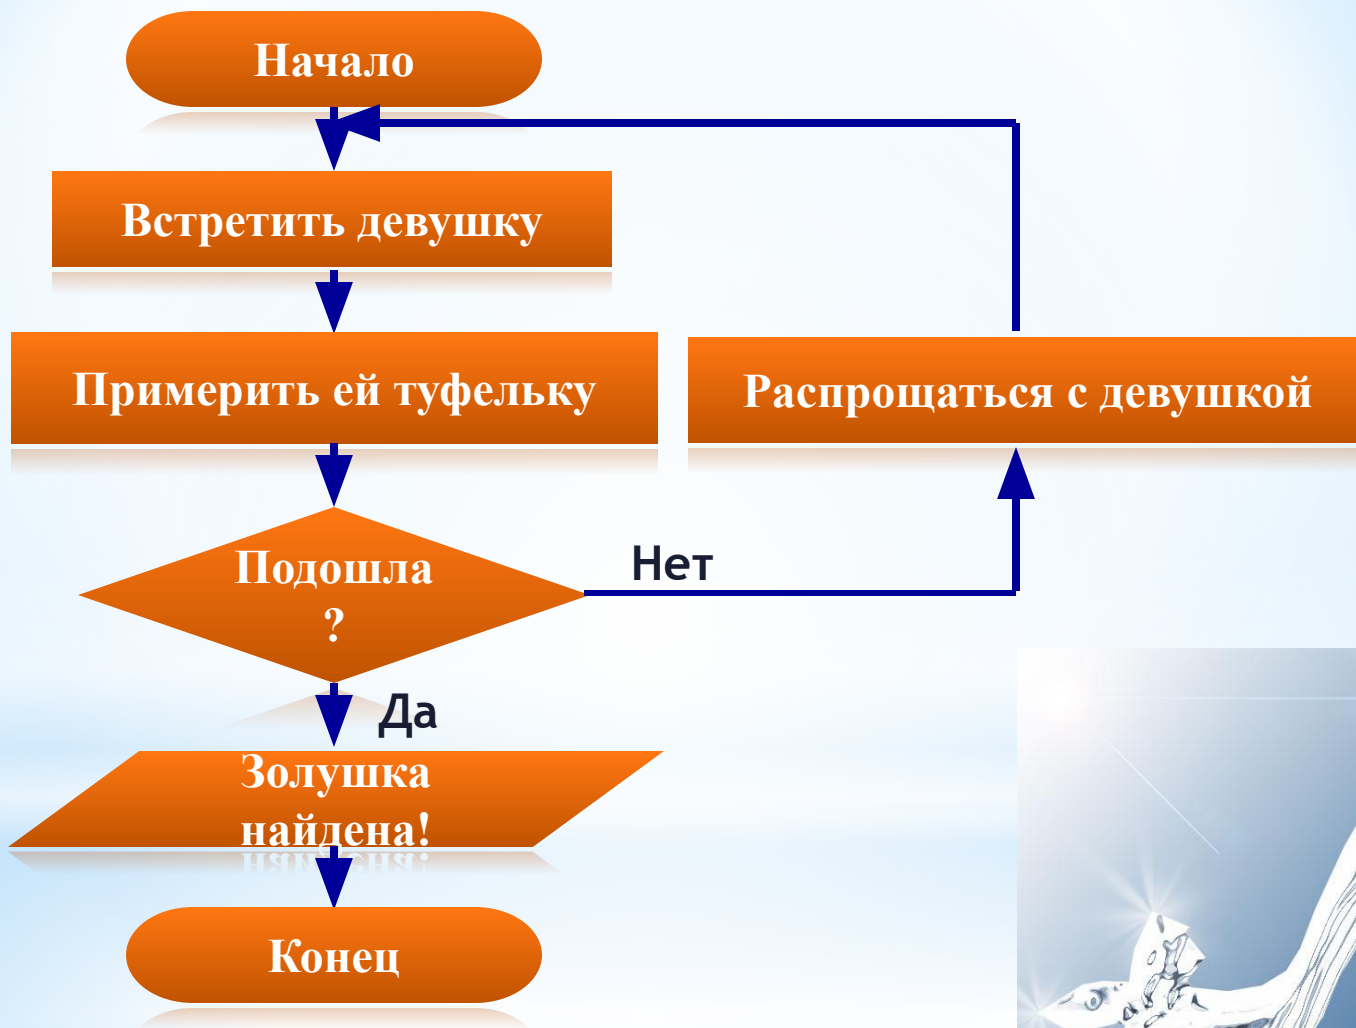 Начало
Встретить девушку
Примерить ей туфельку
Распрощаться с девушкой
Подошла
?
Нет
Да
Золушка
найдена!
Конец